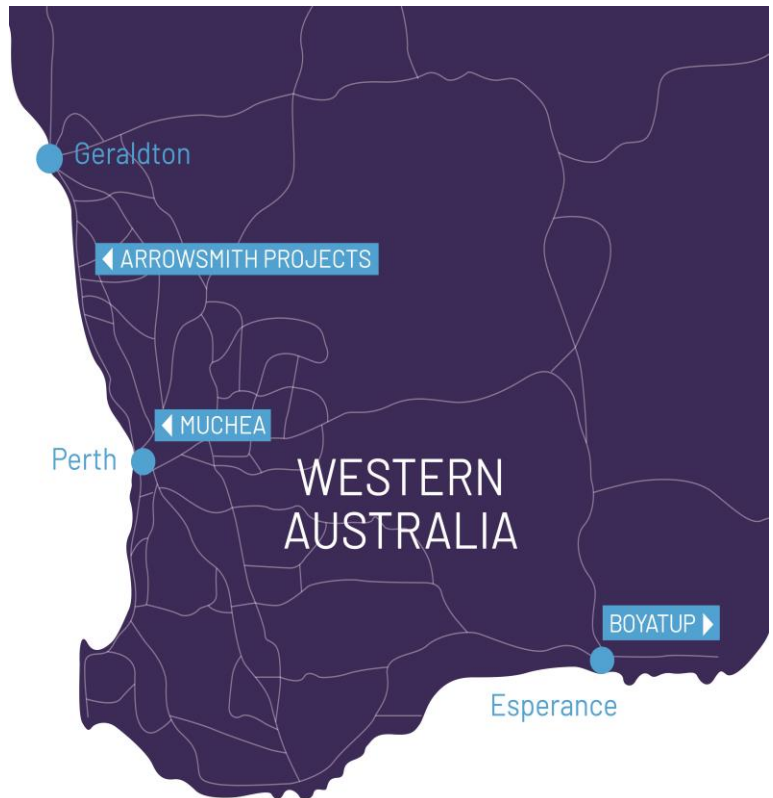 Geraldton
ARROWSMITH PROJECTS
MUCHEA
Perth
WESTERN
AUSTRALIA
BOYATUP
Esperance